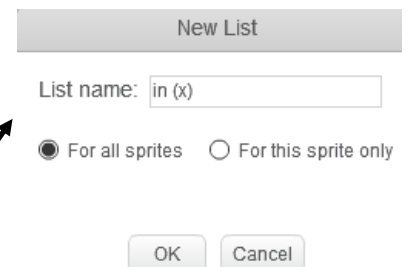 New List
List name: in (x)
For all sprites For this sprite only
OK Cancel